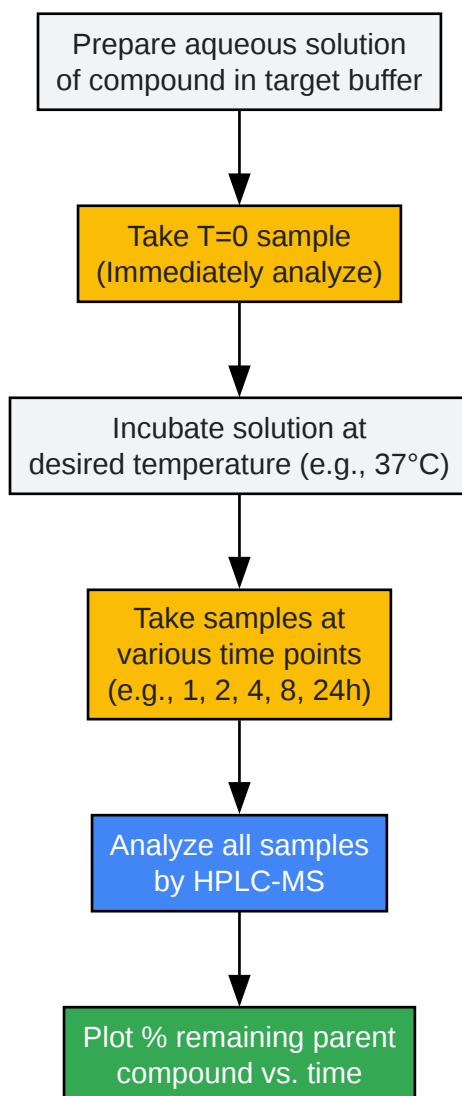 Prepare aqueous solution
of compound in target buffer
Take T=0 sample
(Immediately analyze)
Incubate solution at
desired temperature (e.g., 37°C)
Take samples at
various time points
(e.g., 1, 2, 4, 8, 24h)
Analyze all samples
by HPLC-MS
Plot % remaining parent
compound vs. time